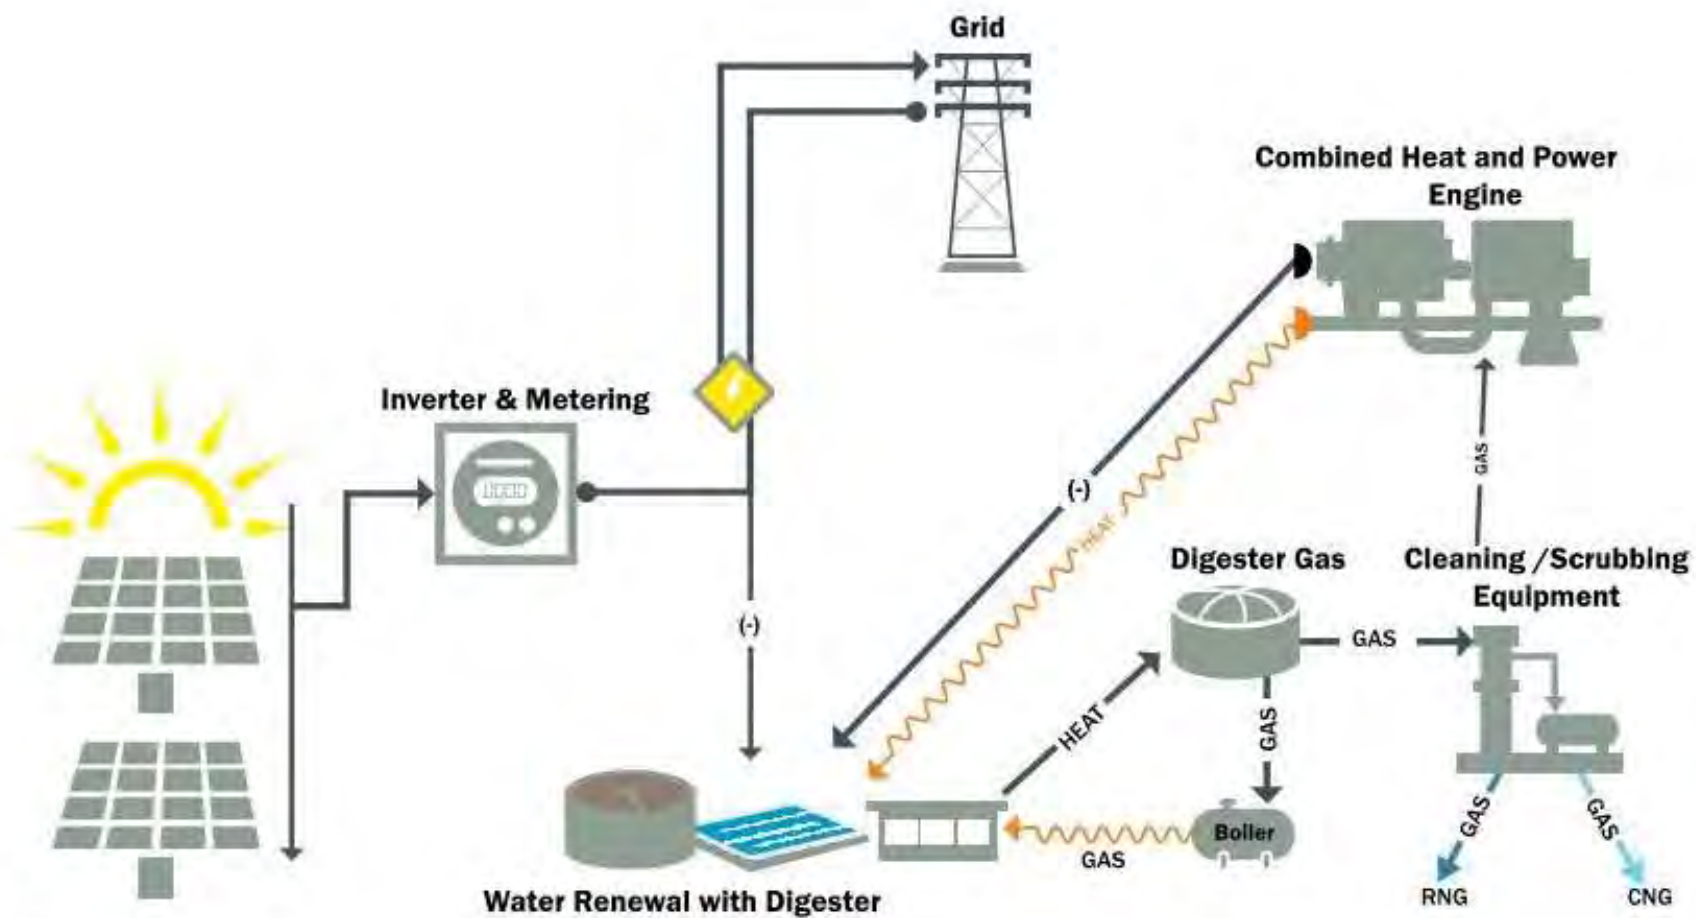 Grid
Combined Heat and Power
Engine
Inverter & Metering
(-)
HEAT
GAS
Digester Gas
Cleaning /Scrubbing
Equipment
(-)
GAS
HEAT
GAS
Boiler
GAS
GAS
GAS
RNG
CNG
Water Renewal with Digester